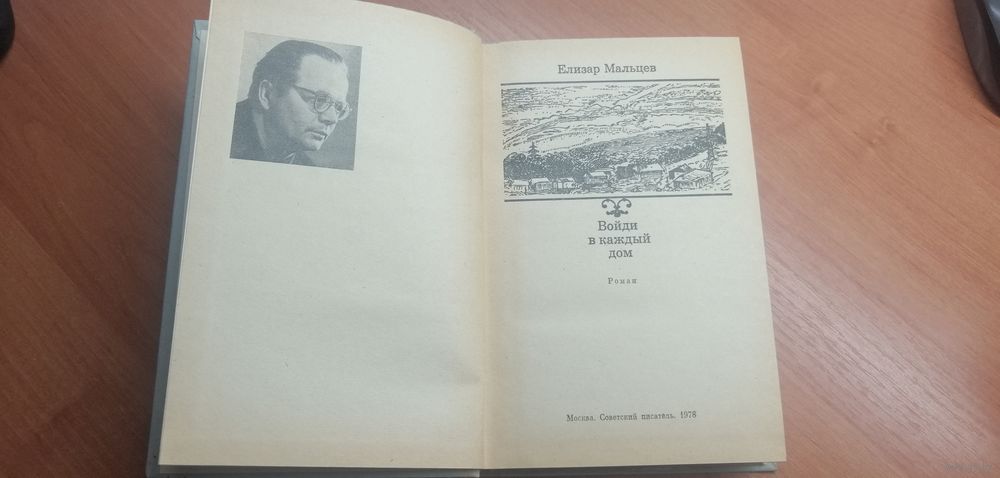 Елизар Мальцев
Войди
в каждый
дом
Роман
Москва. Советский писатель. 1978